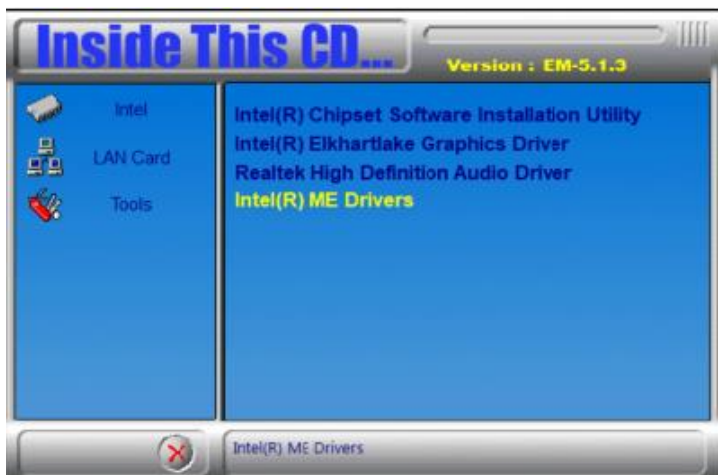 Inside This CD...
Version : EM-5.1.3
Intel
LAN Card
Tools
Intel(R) Chipset Software Installation Utility
Intel(R) Elkhartlake Graphics Driver
Realtek High Definition Audio Driver
Intel(R) ME Drivers
Intel(R) ME Drivers